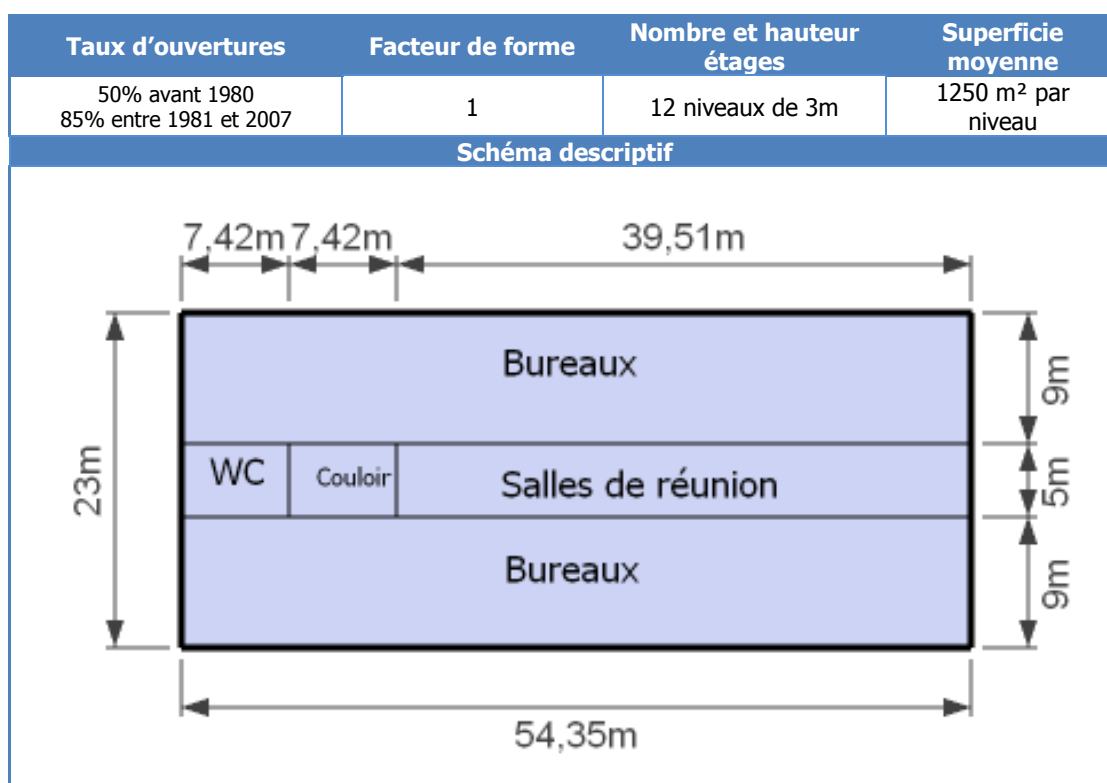 Taux d'ouvertures
Facteur de forme
Nombre et hauteur
étages
Superficie
moyenne
50% avant 1980
85% entre 1981 et 2007
1
12 niveaux de 3m
1250 m² par
niveau
Schéma descriptif
7,42m 7,42m 39,51m
Bureaux
9m
23m
WC
Couloir
Salles de réunion
5m
Bureaux
9m
54,35m